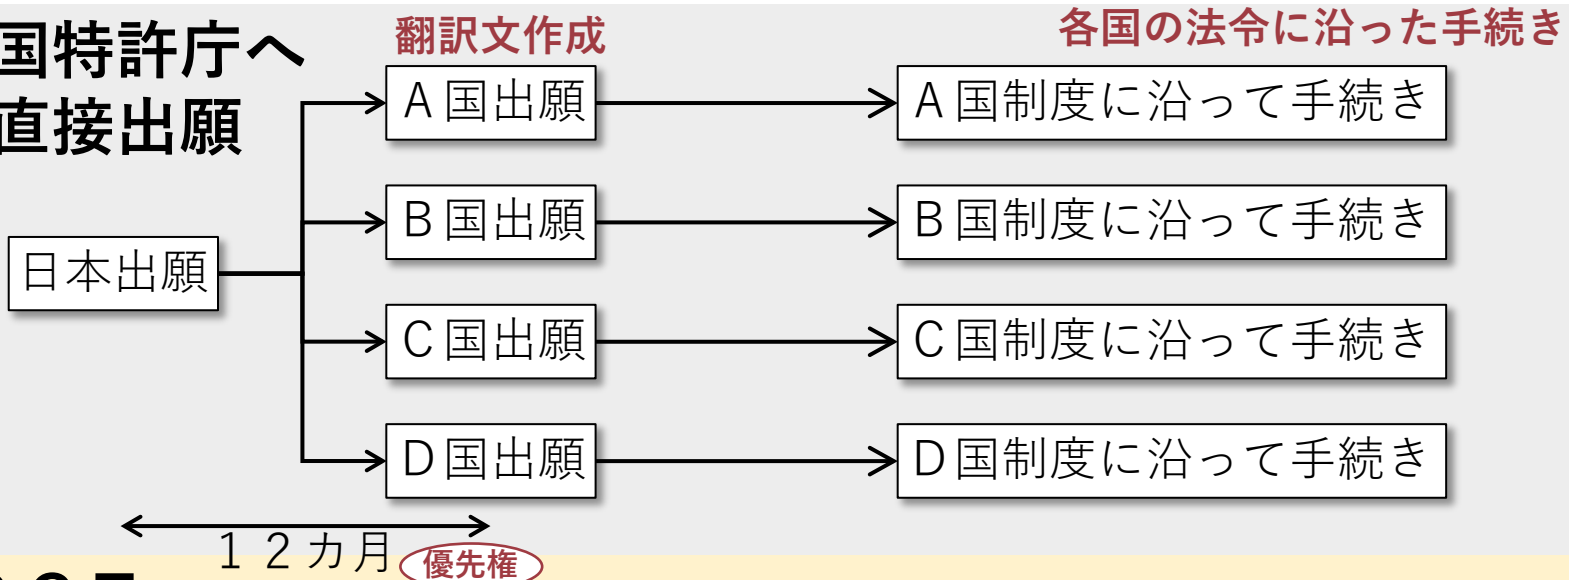 国特許庁へ
直接出願
翻訳文作成
各国の法令に沿った手続き
A国出願
A国制度に沿って手続き
B国出願
B国制度に沿って手続き
日本出願
C国出願
C国制度に沿って手続き
D国出願
D国制度に沿って手続き
１２カ月
優先権